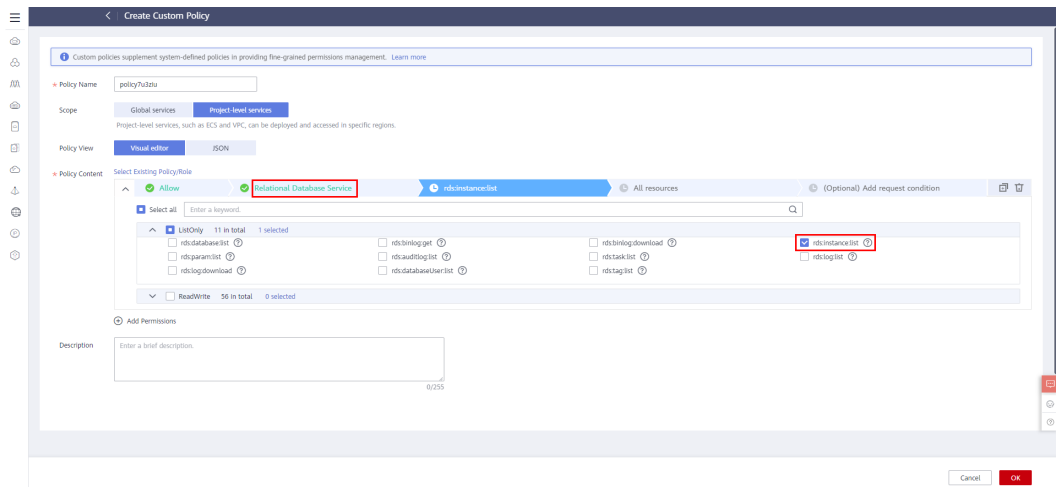 Create Custom Policy
Custom policies supplement system-defined policies in providing fine-grained permissions management. Learn more
* Policy Name policy7u3ziu
Scope Global services Project-level services
Project-level services, such as ECS and VPC, can be deployed and accessed in specific regions.
Policy View Visual editor JSON
* Policy Content Select Existing Policy/Role
Allow Relational Database Service rds:instance:list All resources (Optional) Add request condition
Select all Enter a keyword.
ListOnly 11 in total 1 selected
rds:database:list rds:binlog:get rds:binlog:download rds:instance:list
rds:param:list rds:auditlog:list rds:task:list rds:log:list
rds:log:download rds:databaseUser:list rds:tag:list
ReadWrite 56 in total 0 selected
Add Permissions
Description Enter a brief description.
0/255
Cancel OK